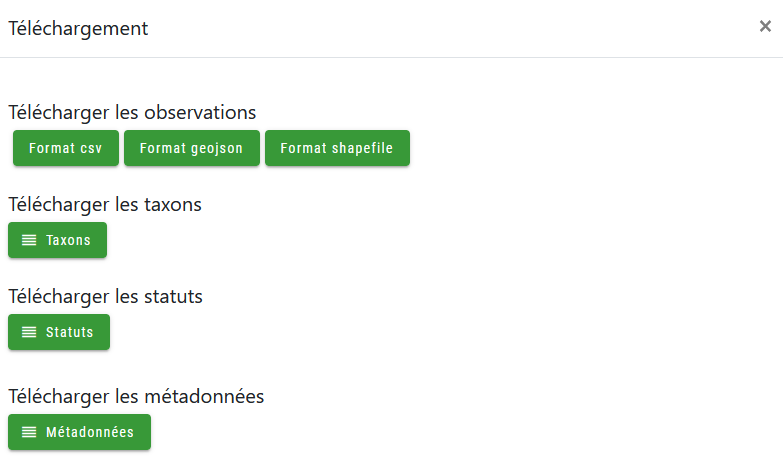 Téléchargement
Télécharger les observations
Format csv Format geojson Format shapefile
Télécharger les taxons
Taxons
Télécharger les statuts
Statuts
Télécharger les métadonnées
Métadonnées